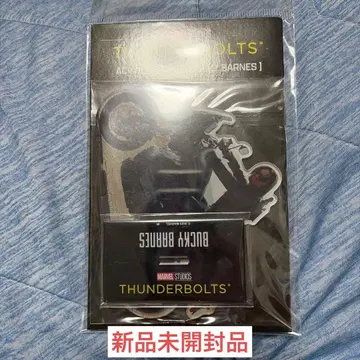 THUNDERBOLTS*
BARNES ]
BUCKY BARNES
MARVEL STUDIOS
THUNDERBOLTS*
新品未開封品